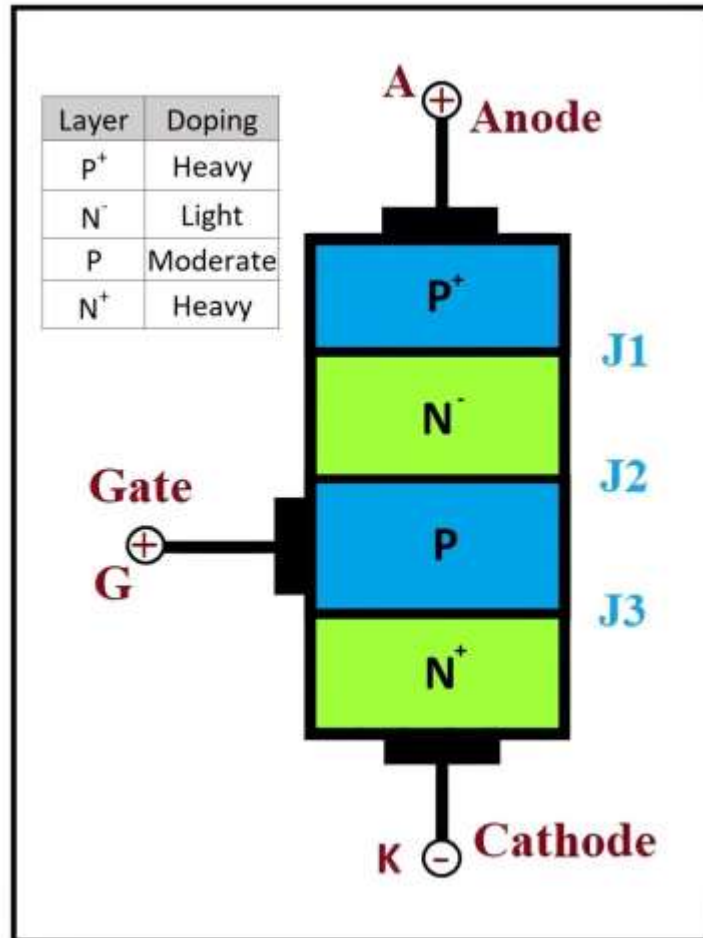 A
Anode
Layer Doping
P⁺ Heavy
N⁻ Light
P Moderate
N⁺ Heavy
P⁺
J1
N⁻
J2
Gate
P
G
J3
N⁺
K
Cathode